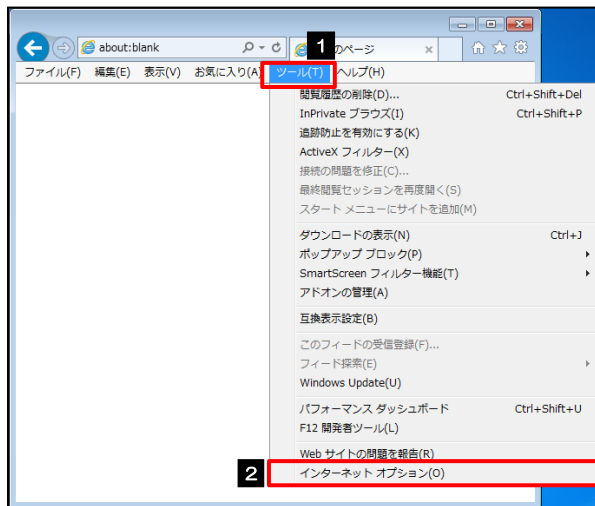 about:blank
1
のページ
ファイル(F) 編集(E) 表示(V) お気に入り(A) ツール(T) ヘルプ(H)
閲覧履歴の削除(D)... Ctrl+Shift+Del
InPrivate ブラウズ(I) Ctrl+Shift+P
追跡防止を有効にする(K)
ActiveX フィルター(X)
接続の問題を修正(C)...
最終閲覧セッションを再度開く(S)
スタート メニューにサイトを追加(M)
ダウンロードの表示(N) Ctrl+J
ポップアップ ブロック(P)
SmartScreen フィルター機能(T)
アドオンの管理(A)
互換表示設定(B)
このフィードの受信登録(F)...
フィード探索(E)
Windows Update(U)
パフォーマンス ダッシュボード Ctrl+Shift+U
F12 開発者ツール(L)
Web サイトの問題を報告(R)
2 インターネット オプション(O)